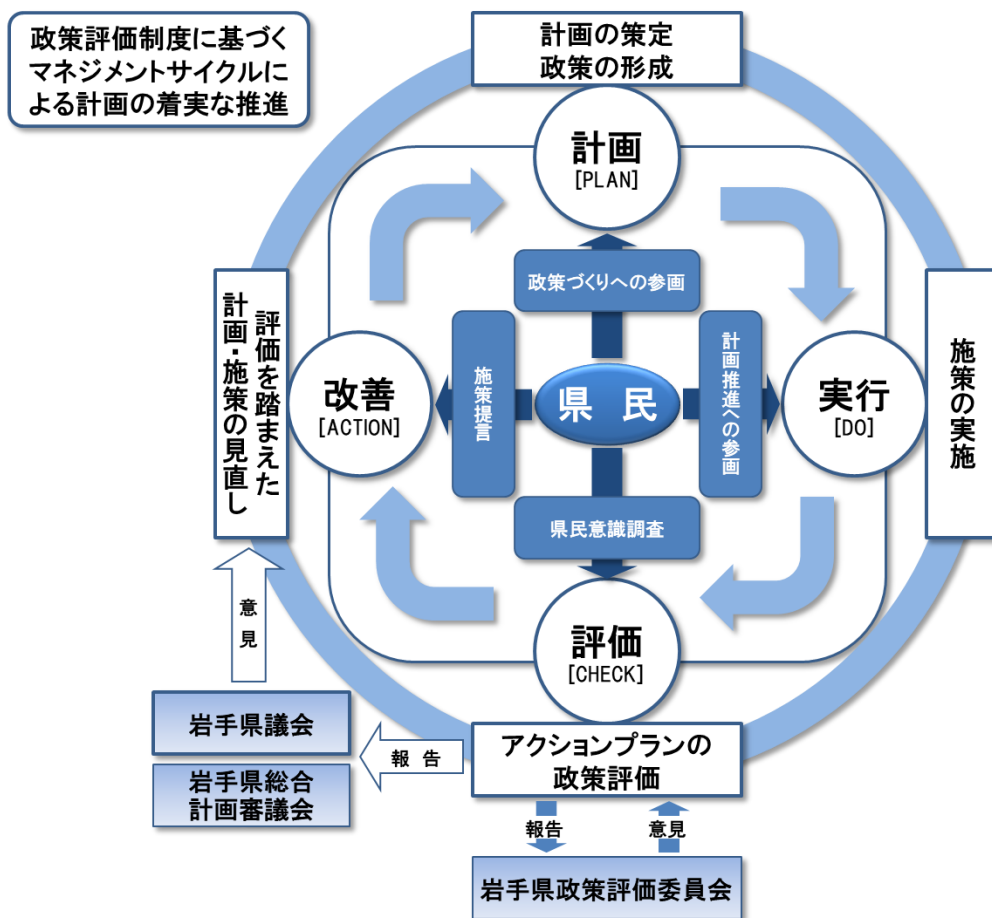 政策評価制度に基づく
マネジメントサイクルに
よる計画の着実な推進
計画の策定
政策の形成
計画
[PLAN]
政策づくりへの参画
評価を踏まえた
計画・施策の見直し
改善
[ACTION]
施策提言
県 民
計画推進への参画
実行
[DO]
施策の実施
県民意識調査
評価
[CHECK]
意見
岩手県議会
岩手県総合
計画審議会
報 告
アクションプランの
政策評価
報告
意見
岩手県政策評価委員会